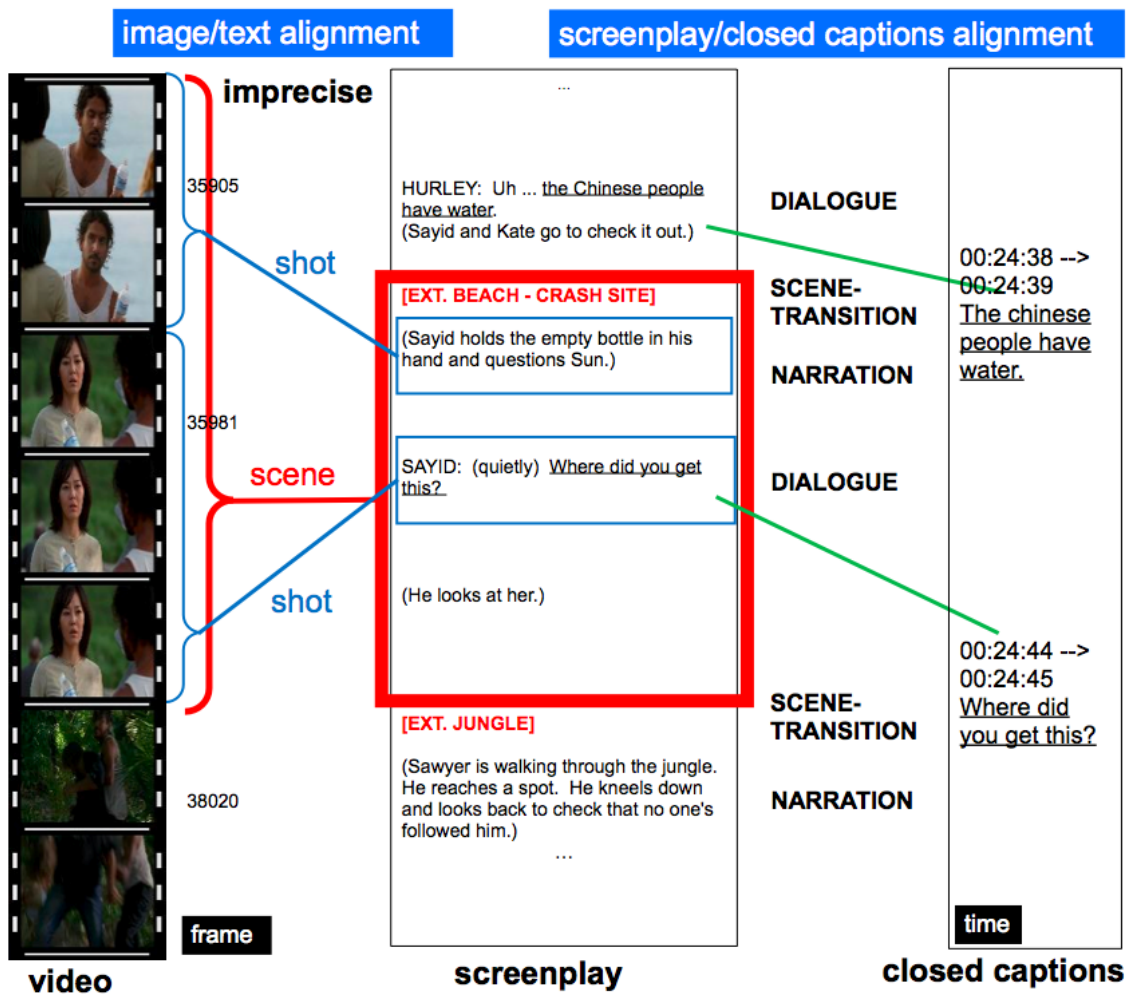 image/text alignment
screenplay/closed captions alignment
imprecise
...
35905
HURLEY:  Uh ... the Chinese people
have water.
(Sayid and Kate go to check it out.)
DIALOGUE
shot
00:24:38 -->
00:24:39
The chinese
people have
water.
[EXT. BEACH - CRASH SITE]
SCENE-
TRANSITION
(Sayid holds the empty bottle in his
hand and questions Sun.)
NARRATION
35981
scene
SAYID:  (quietly)  Where did you get
this?
DIALOGUE
shot
(He looks at her.)
00:24:44 -->
00:24:45
Where did
you get this?
[EXT. JUNGLE]
SCENE-
TRANSITION
(Sawyer is walking through the jungle.
He reaches a spot.  He kneels down
and looks back to check that no one's
followed him.)
...
NARRATION
38020
frame
time
video
screenplay
closed captions